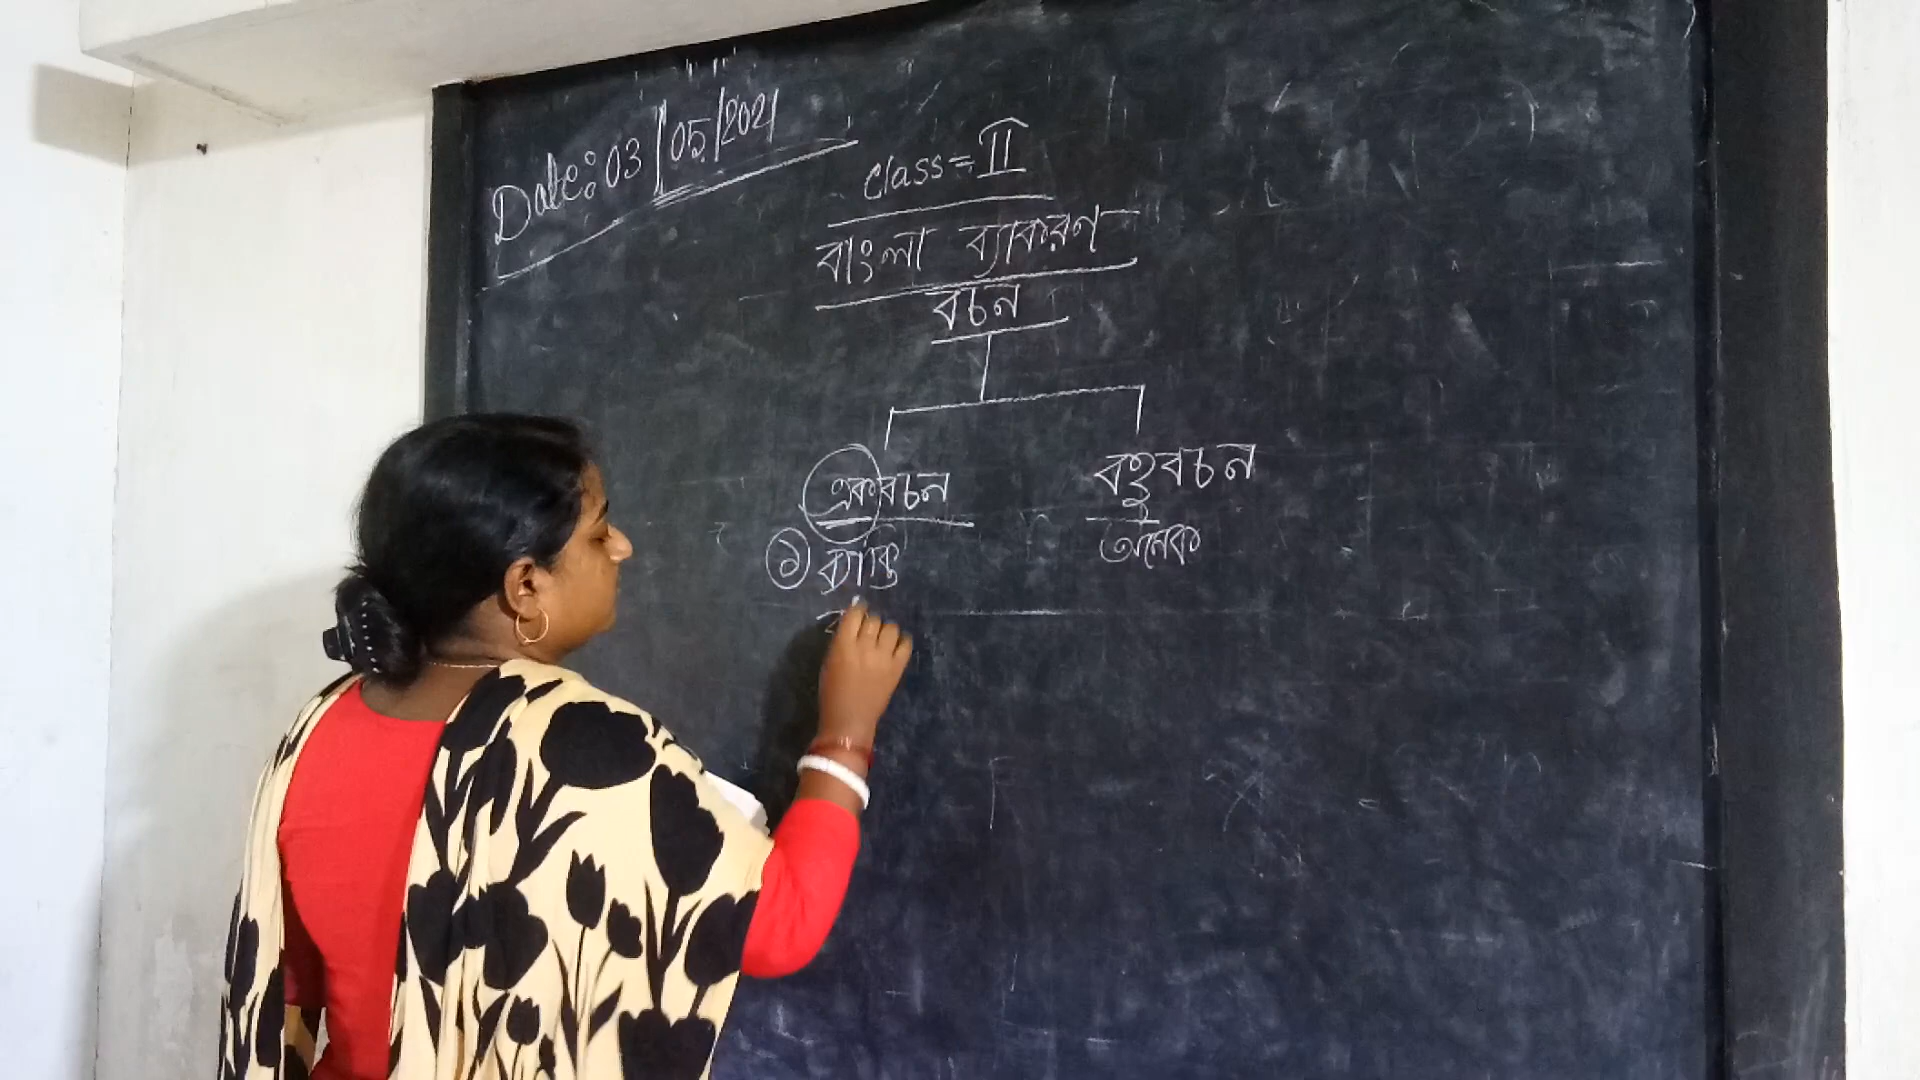 Date: 03/05/2021
Class = II
বাংলা ব্যাকরণ
বচন
একবচন বহুবচন
১ ব্যক্তি অনেক